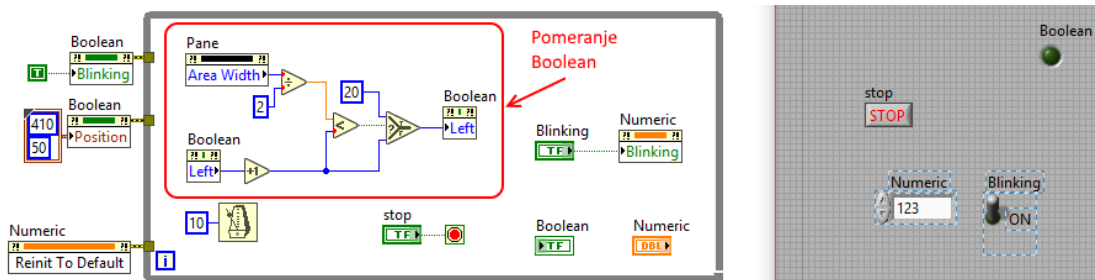 Boolean
Blinking
T
Boolean
410
50
Position
Numeric
Reinit To Default
i
Pane
Area Width
÷
2
20
<
?
T
F
Boolean
Left
Boolean
Left
+1
10
Pomeranje
Boolean
Blinking
TF
Numeric
Blinking
stop
TF
Boolean
TF
Numeric
DBL
Boolean
stop
STOP
Numeric
123
Blinking
ON